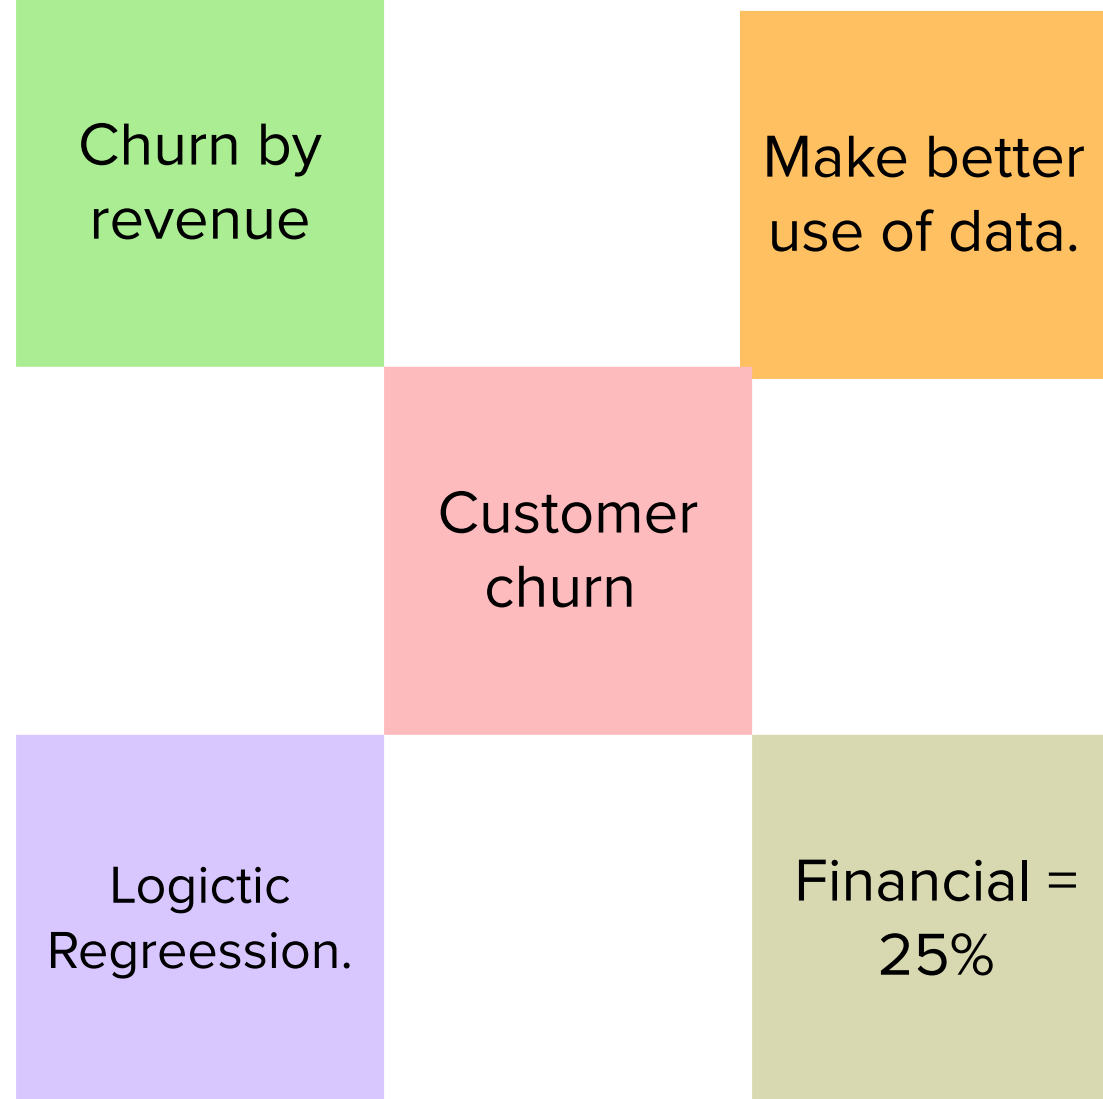 Churn by
revenue
Make better
use of data.
Customer
churn
Logictic
Regreession.
Financial =
25%